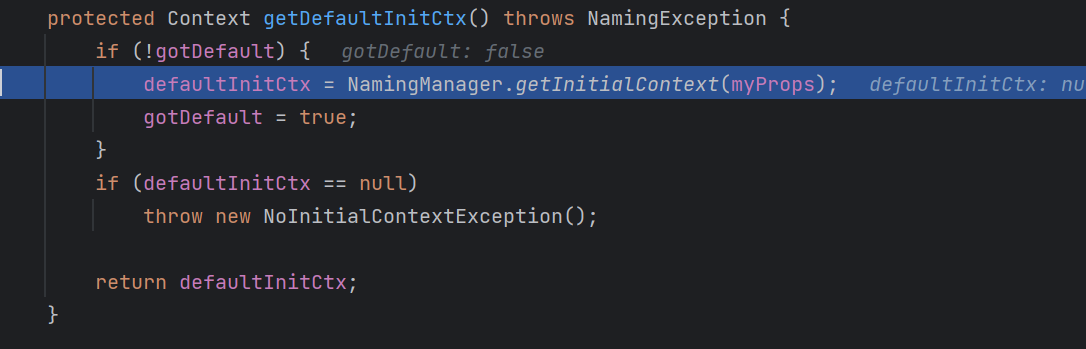 protected Context getDefaultInitCtx() throws NamingException {
    if (!gotDefault) {   gotDefault: false
        defaultInitCtx = NamingManager.getInitialContext(myProps);   defaultInitCtx: nu
        gotDefault = true;
    }
    if (defaultInitCtx == null)
        throw new NoInitialContextException();

    return defaultInitCtx;
}